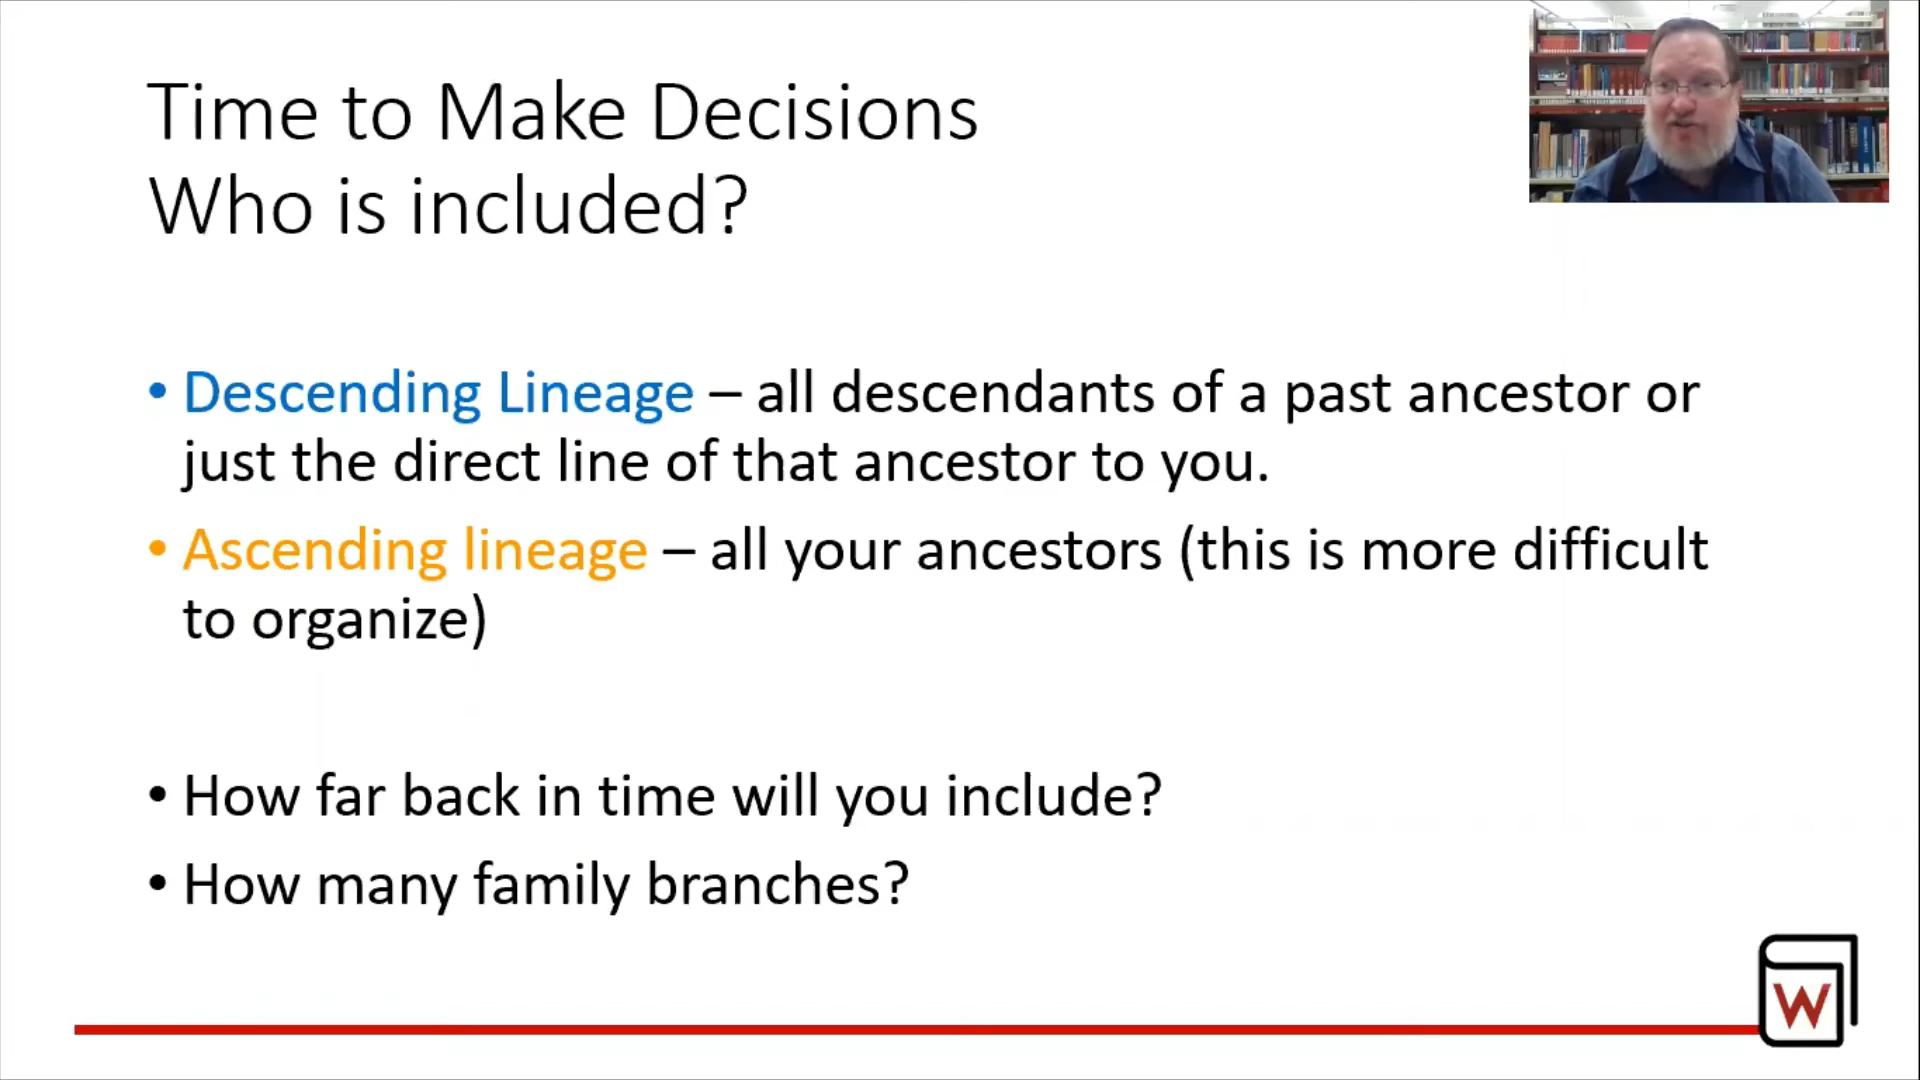 Time to Make Decisions
Who is included?
• Descending Lineage – all descendants of a past ancestor or
just the direct line of that ancestor to you.
• Ascending lineage – all your ancestors (this is more difficult
to organize)
• How far back in time will you include?
• How many family branches?
W